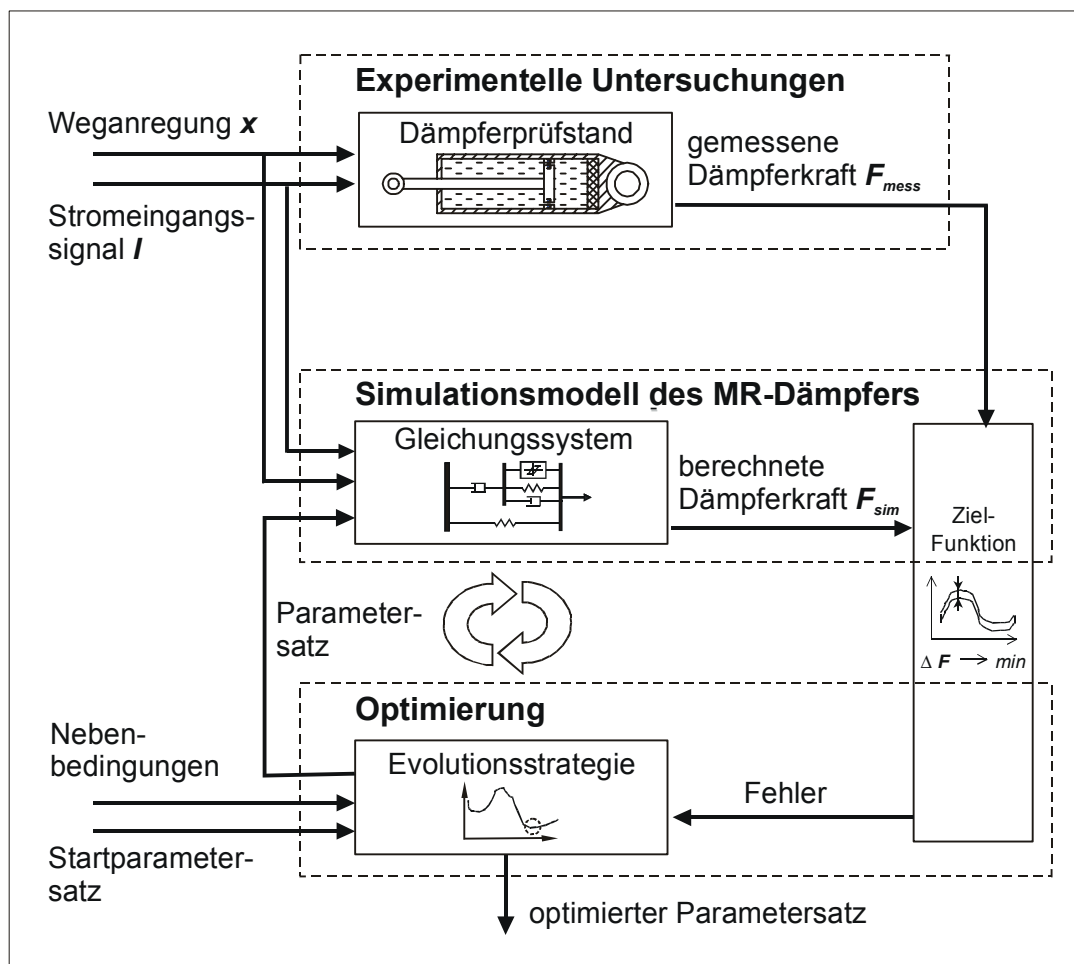 Experimentelle Untersuchungen
Weganregung x
Dämpferprüfstand
gemessene
Dämpferkraft Fmess
Stromeingangs-
signal I
Simulationsmodell des MR-Dämpfers
Gleichungssystem
berechnete
Dämpferkraft Fsim
Ziel-
Funktion
Δ F → min
Parameter-
satz
Optimierung
Neben-
bedingungen
Evolutionsstrategie
Fehler
Startparameter-
satz
optimierter Parametersatz